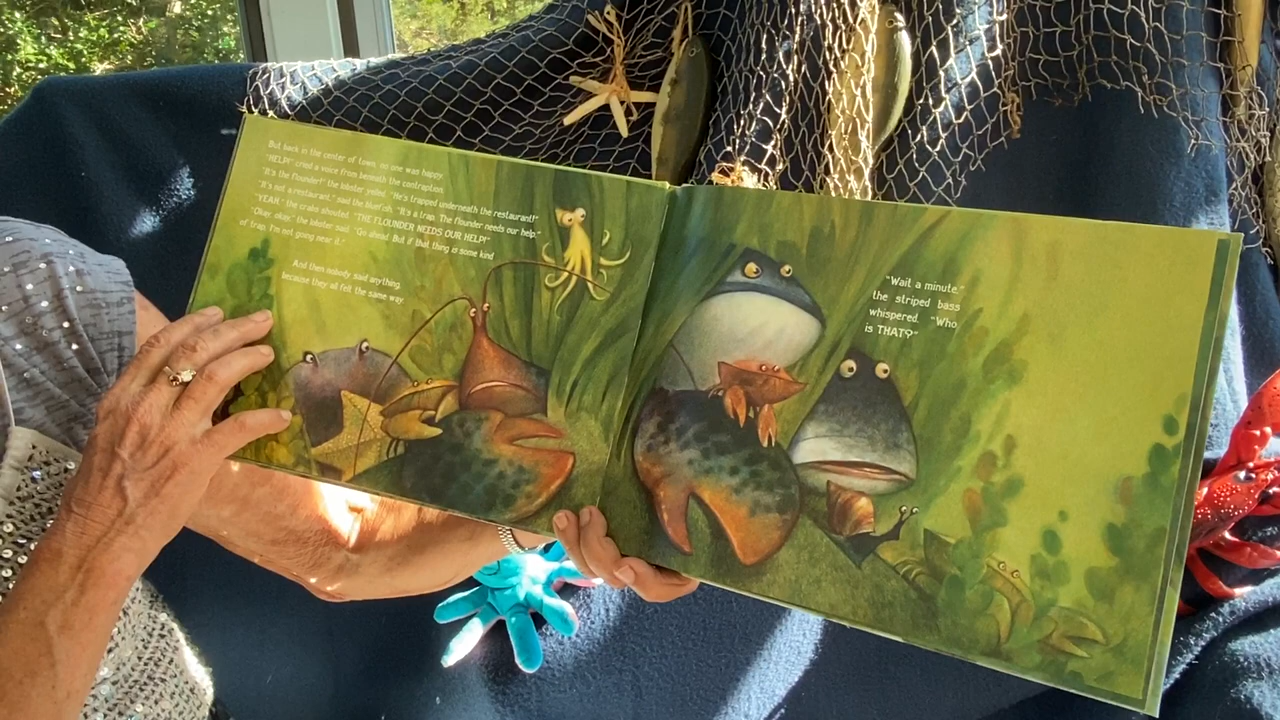 But back in the center of town, no one was happy.
"HELP!" cried a voice from beneath the contraption.
"It's the flounder!" the lobster yelled. "He's trapped underneath the restaurant!"
"It's not a restaurant," said the bluefish. "It's a trap. The flounder needs our help."
"YEAH," the crabs shouted. "THE FLOUNDER NEEDS OUR HELP!"
"Okay, okay," the lobster said. "Go ahead. But if that thing is some kind
of trap, I'm not going near it."
And then nobody said anything,
because they all felt the same way.
"Wait a minute,"
the striped bass
whispered. "Who
is THAT?"